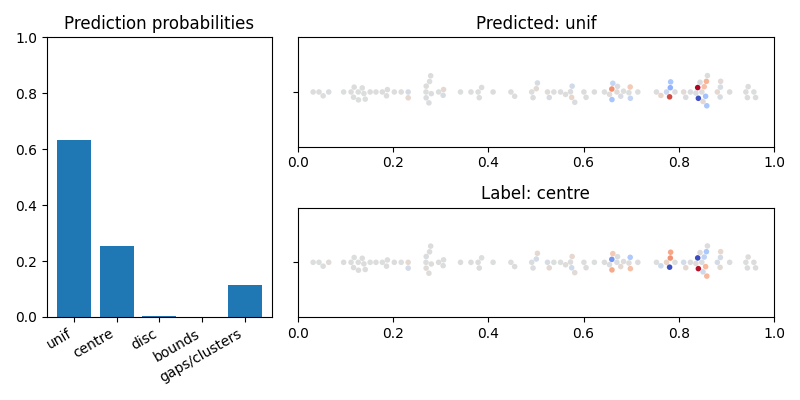 Prediction probabilities
1.0
0.8
0.6
0.4
0.2
0.0
unif
centre
disc
bounds
gaps/clusters
Predicted: unif
0.0 0.2 0.4 0.6 0.8 1.0
Label: centre
0.0 0.2 0.4 0.6 0.8 1.0